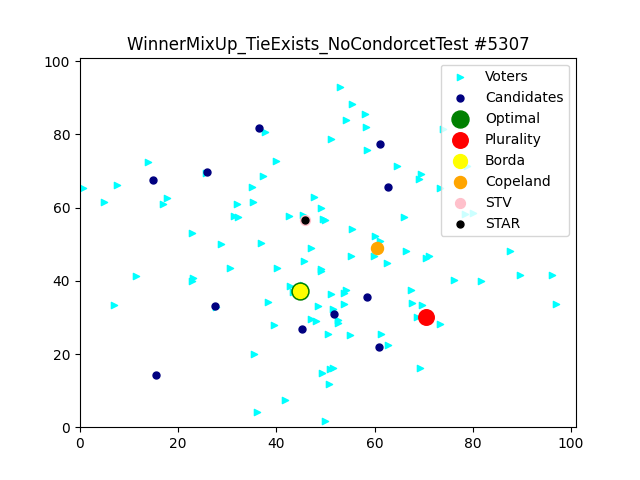 WinnerMixUp_TieExists_NoCondorcetTest #5307
100
80
60
40
20
0
0 20 40 60 80 100
Voters
Candidates
Optimal
Plurality
Borda
Copeland
STV
STAR